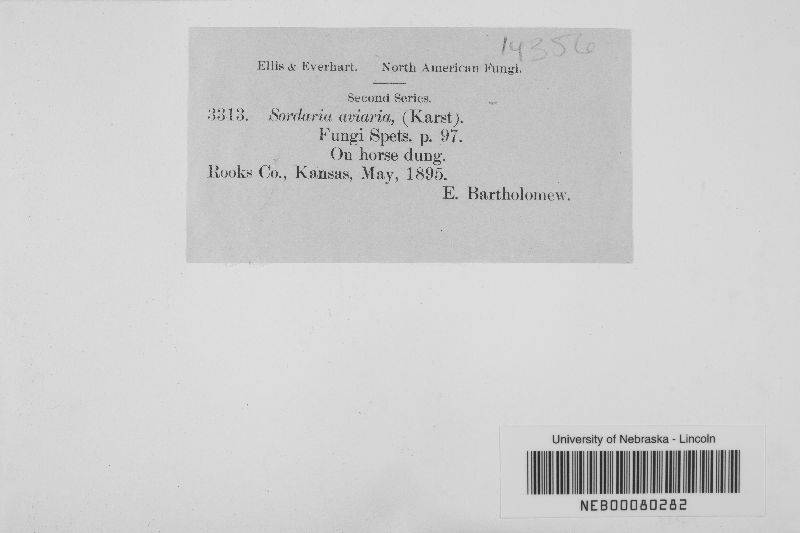 14356
Ellis & Everhart. North American Fungi.
Second Series.
3313. Sordaria aviaria, (Karst).
Fungi Spets. p. 97.
On horse dung.
Rooks Co., Kansas, May, 1895.
E. Bartholomew.
University of Nebraska - Lincoln
NEB00080282